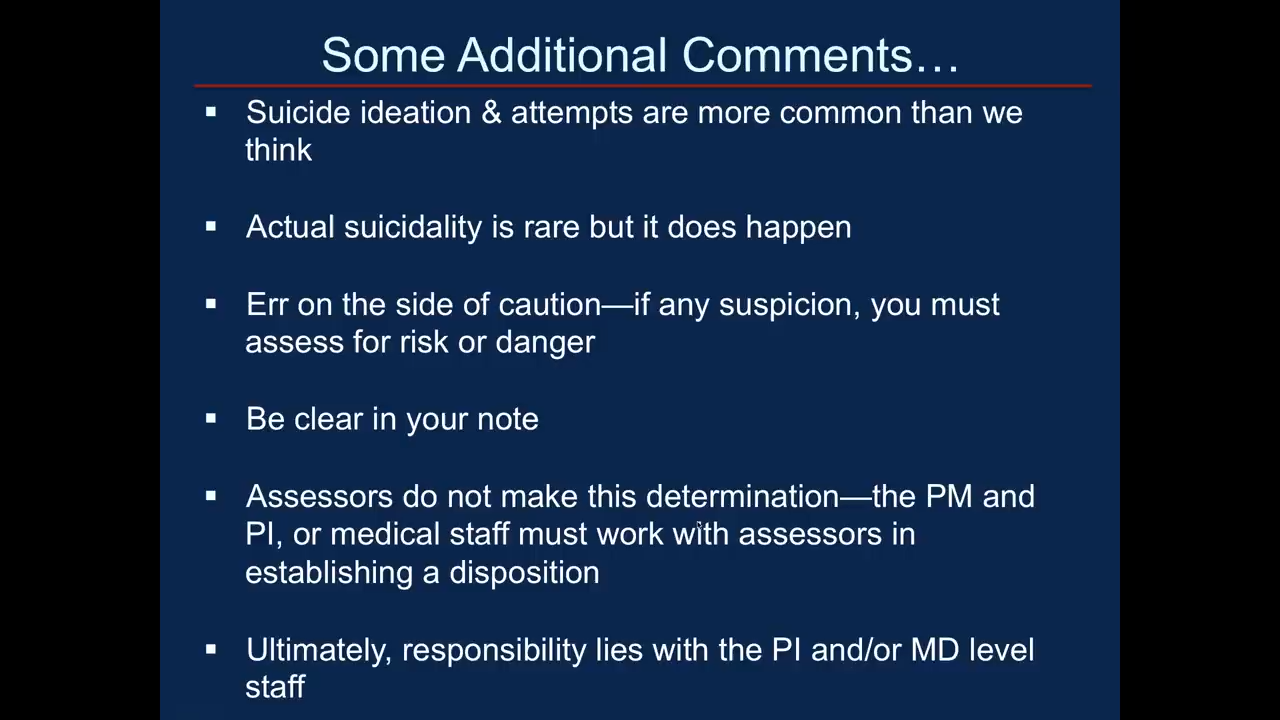 Some Additional Comments…
▪ Suicide ideation & attempts are more common than we
think
▪ Actual suicidality is rare but it does happen
▪ Err on the side of caution—if any suspicion, you must
assess for risk or danger
▪ Be clear in your note
▪ Assessors do not make this determination—the PM and
PI, or medical staff must work with assessors in
establishing a disposition
▪ Ultimately, responsibility lies with the PI and/or MD level
staff